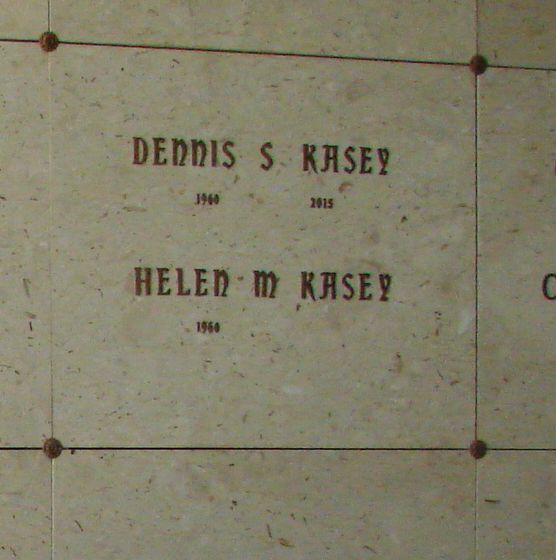 DENNIS S KASEY
1960 2015
HELEN M KASEY
1960